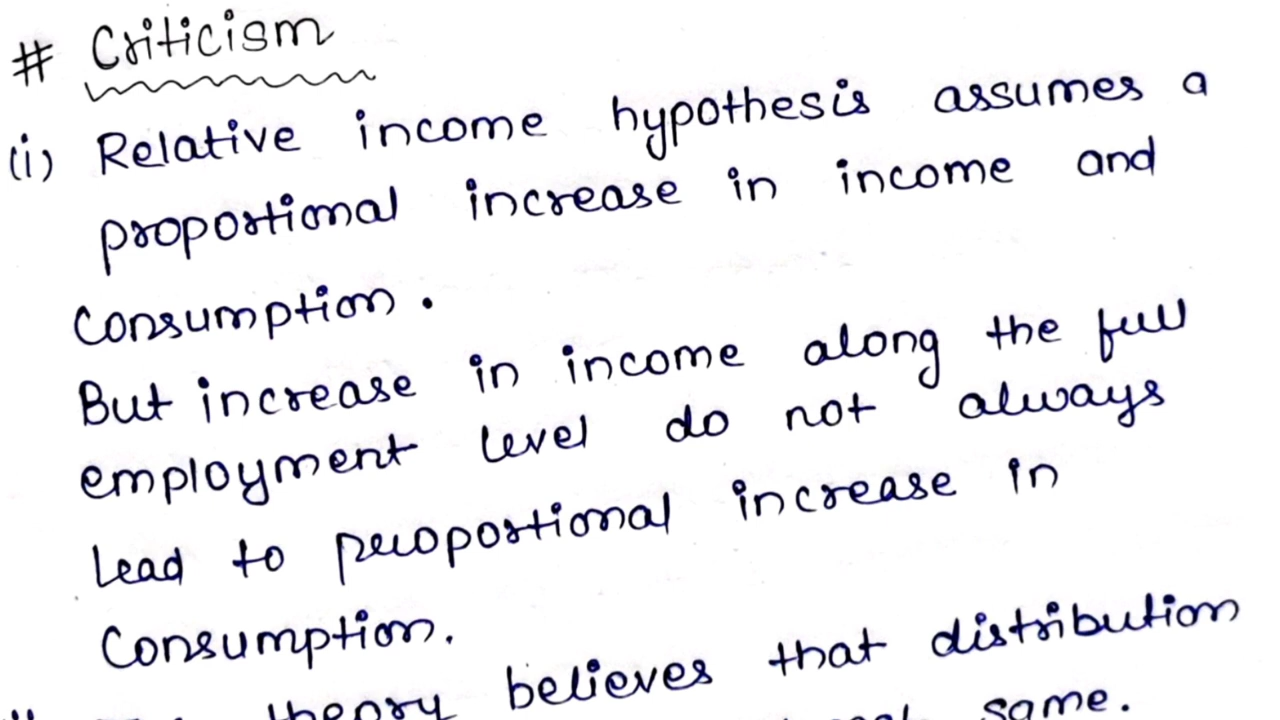 # Criticism
(i) Relative income hypothesis assumes a
proportional increase in income and
Consumption.
But increase in income along the full
employment level do not always
lead to proportional increase in
Consumption.
theory believes that distribution
same.